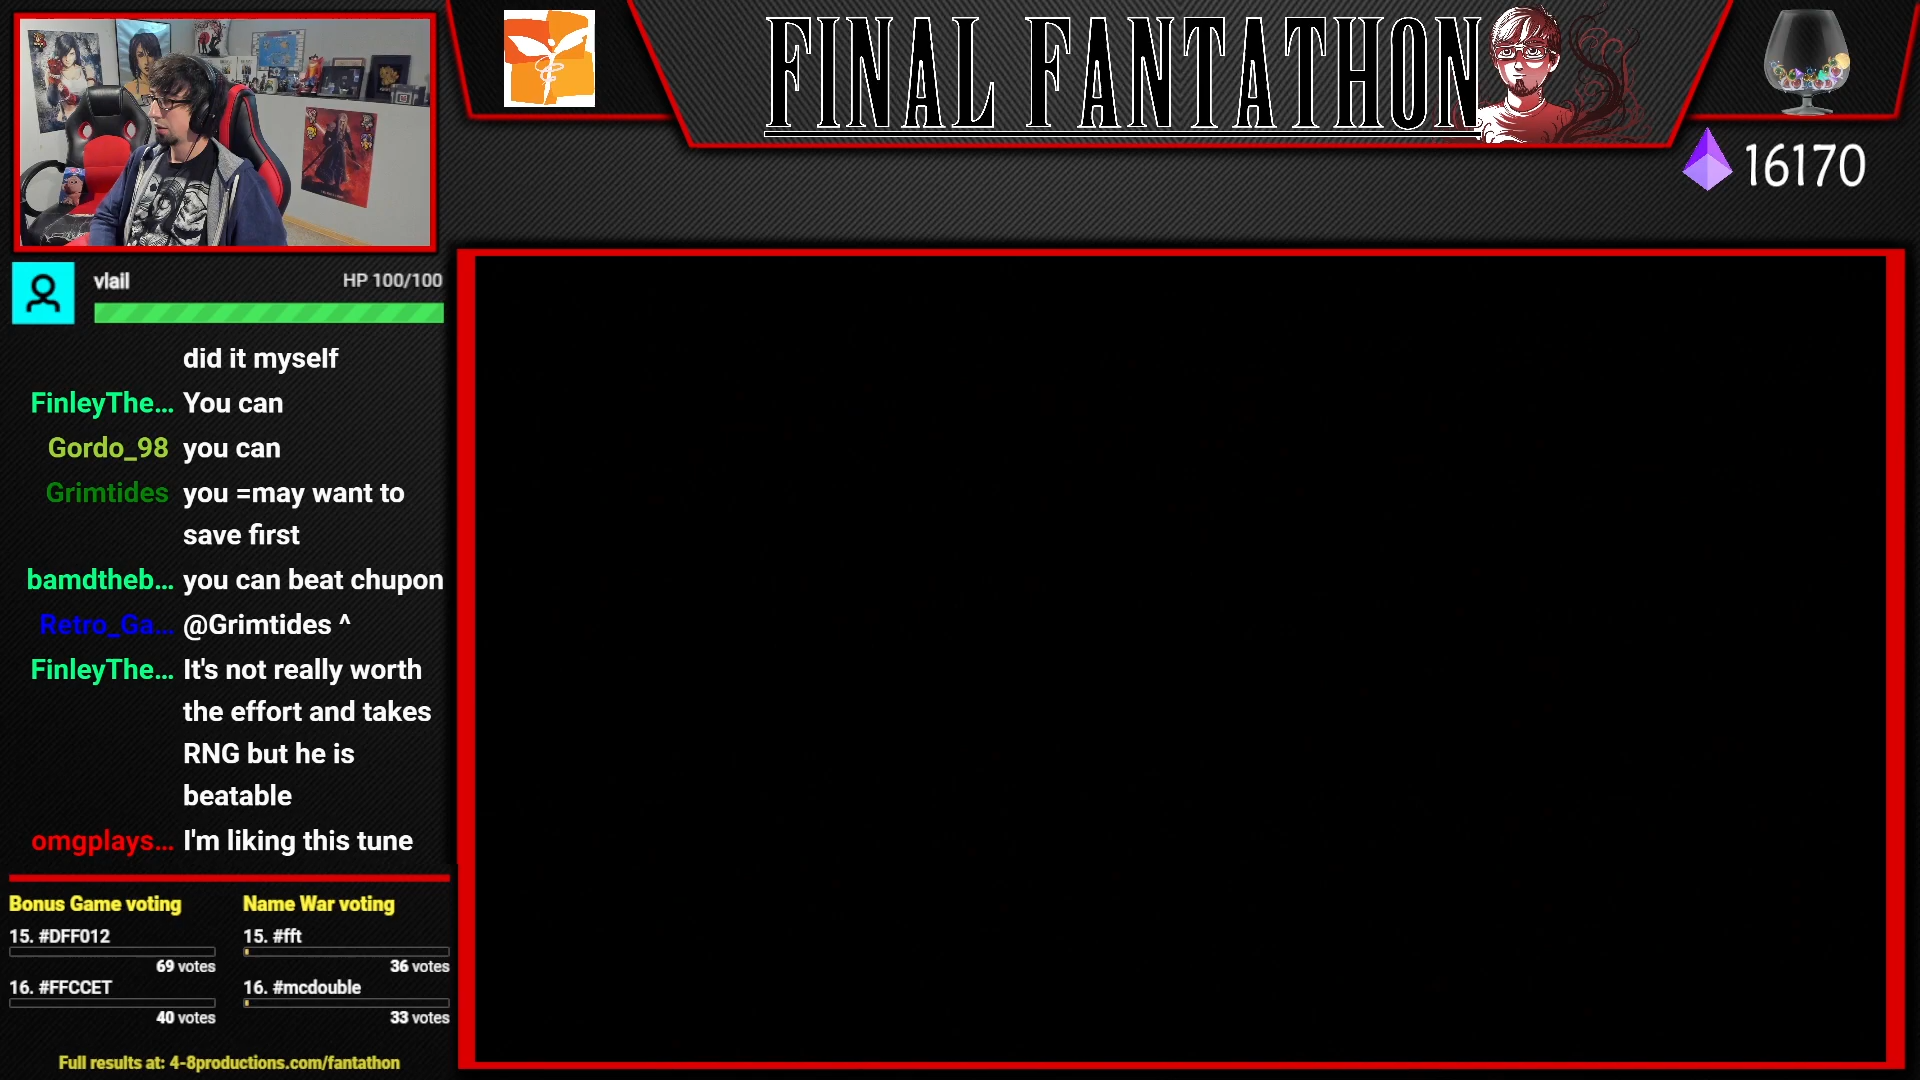 FINAL FANTATHON
16170
vlail HP 100/100
did it myself
FinleyThe... You can
Gordo_98 you can
Grimtides you =may want to
save first
bamdtheb... you can beat chupon
Retro_Ga... @Grimtides ^
FinleyThe... It's not really worth
the effort and takes
RNG but he is
beatable
omgplays... I'm liking this tune
Bonus Game voting
15. #DFF012
69 votes
16. #FFCCET
40 votes
Name War voting
15. #fft
36 votes
16. #mcdouble
33 votes
Full results at: 4-8productions.com/fantathon